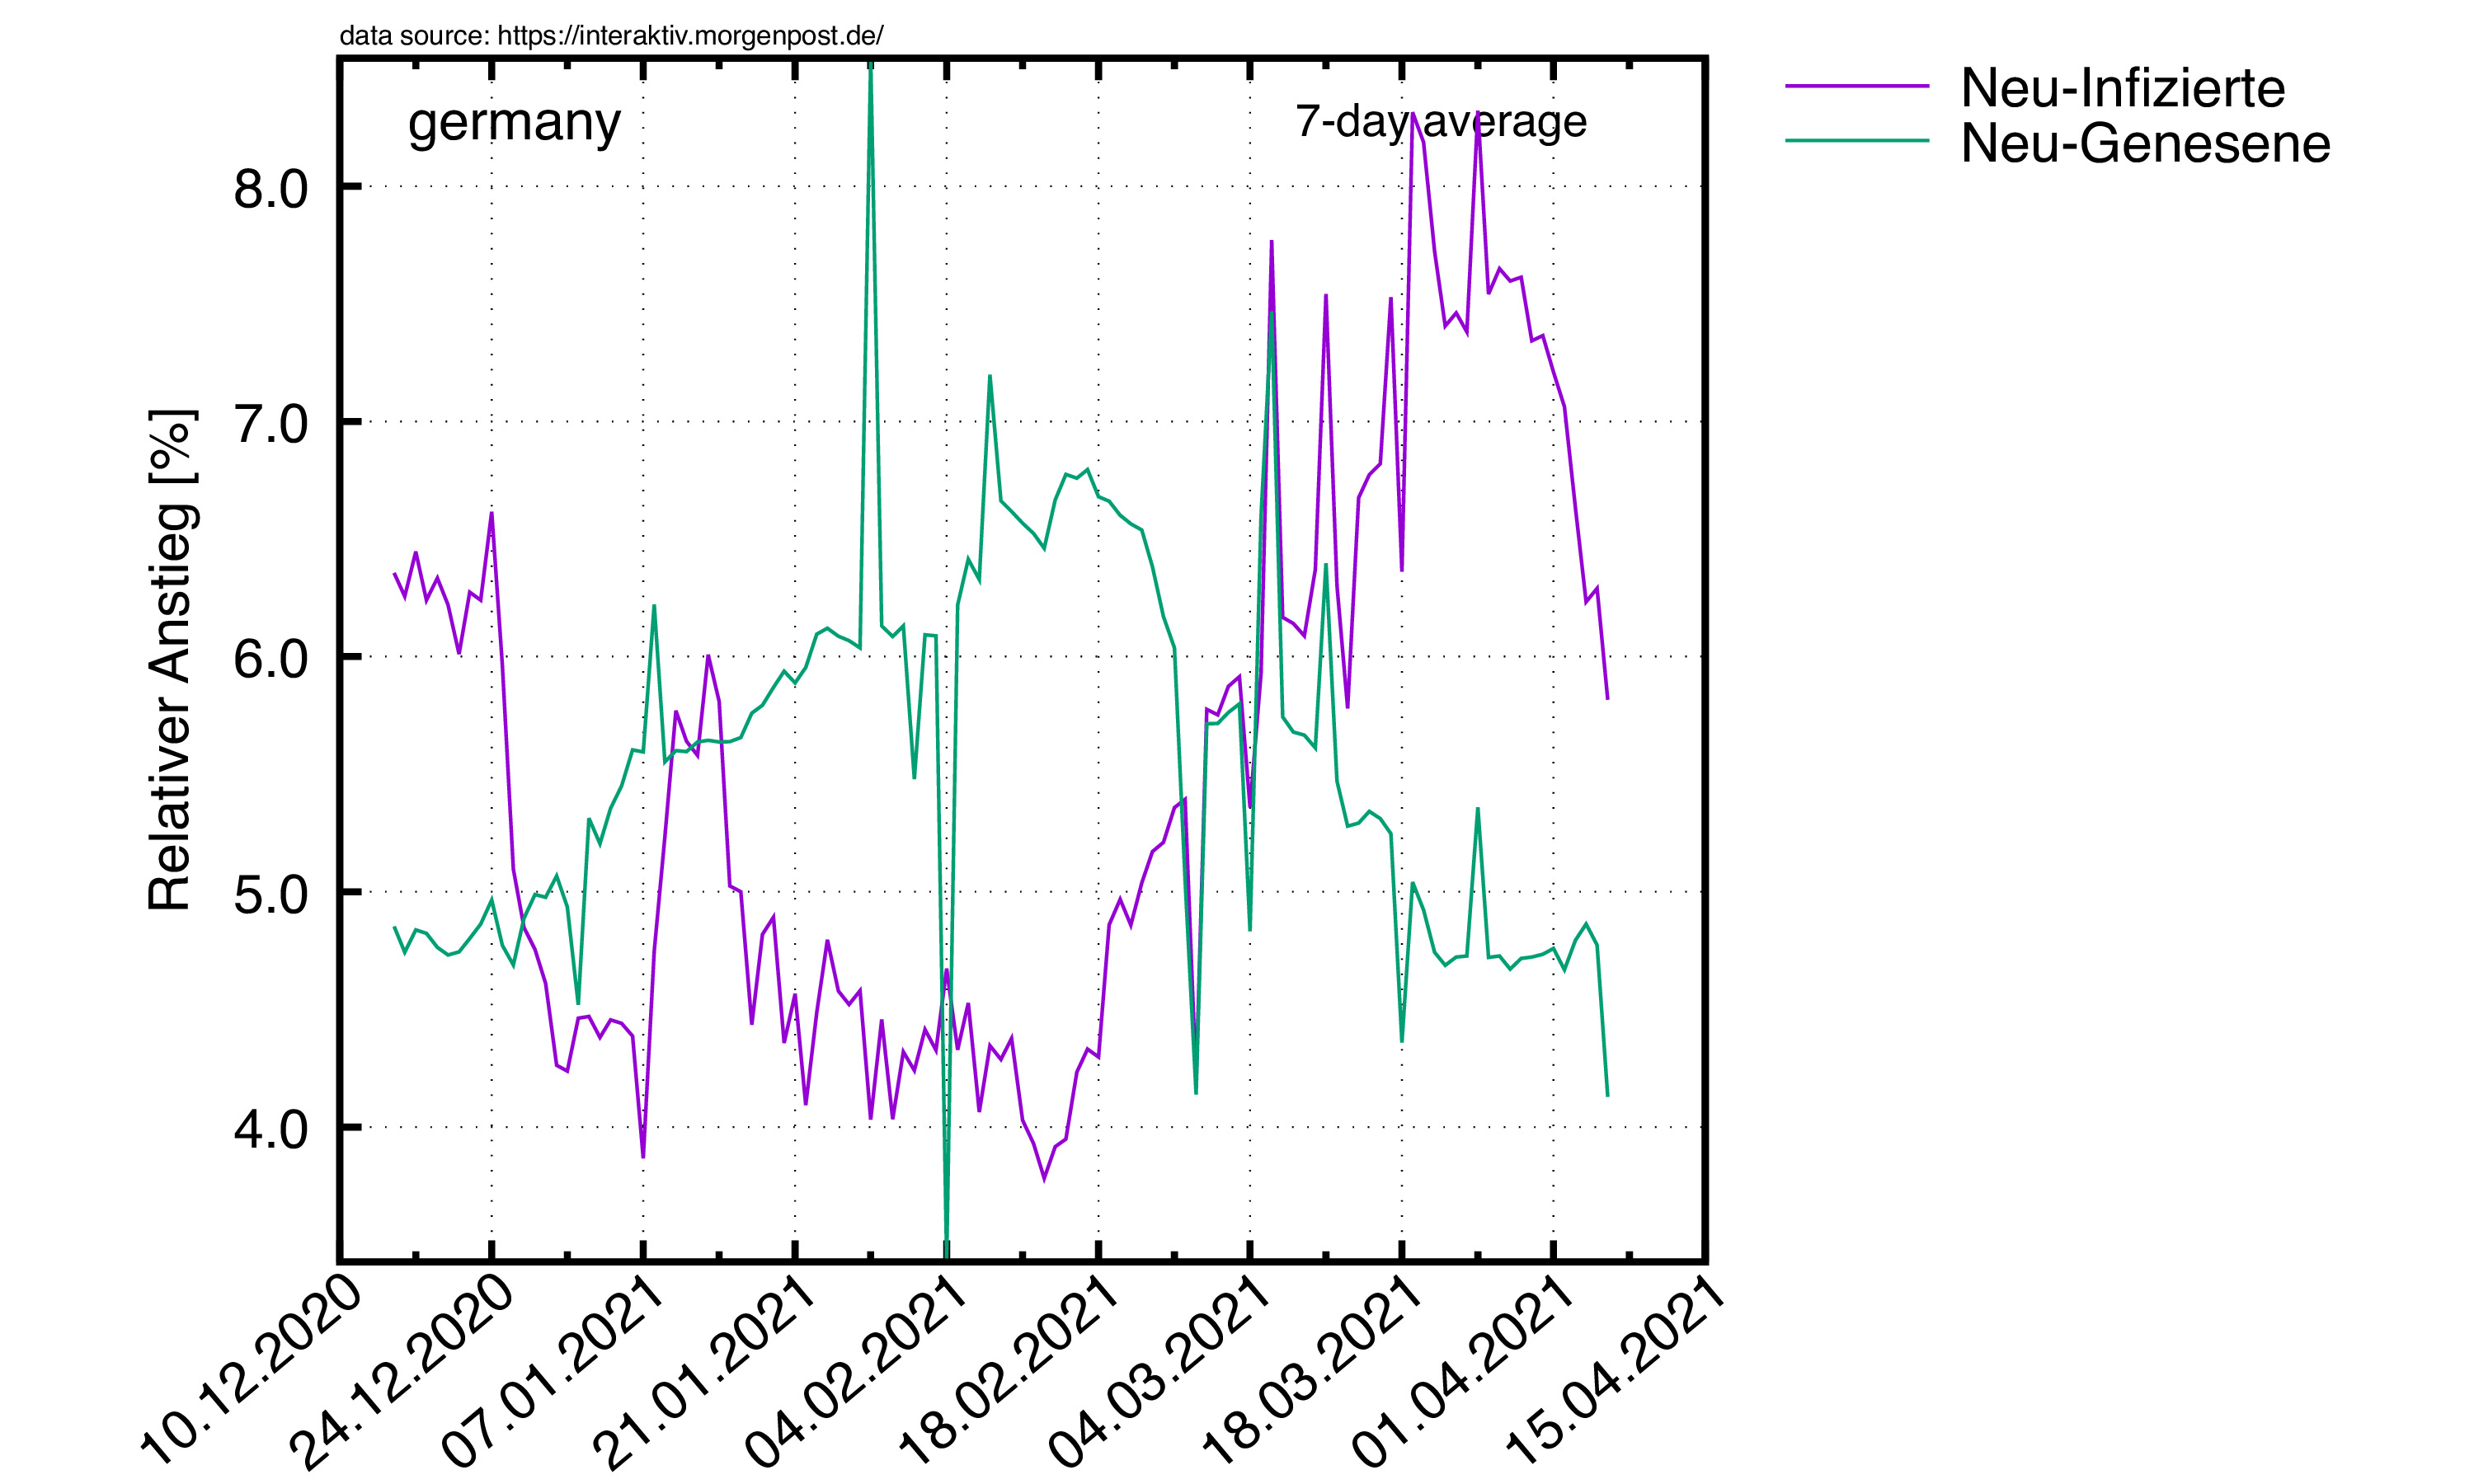 data source: https://interaktiv.morgenpost.de/
germany
7-day average
Neu-Infizierte
Neu-Genesene
Relativer Anstieg [%]
8.0
7.0
6.0
5.0
4.0
10.12.2020
24.12.2020
07.01.2021
21.01.2021
04.02.2021
18.02.2021
04.03.2021
18.03.2021
01.04.2021
15.04.2021